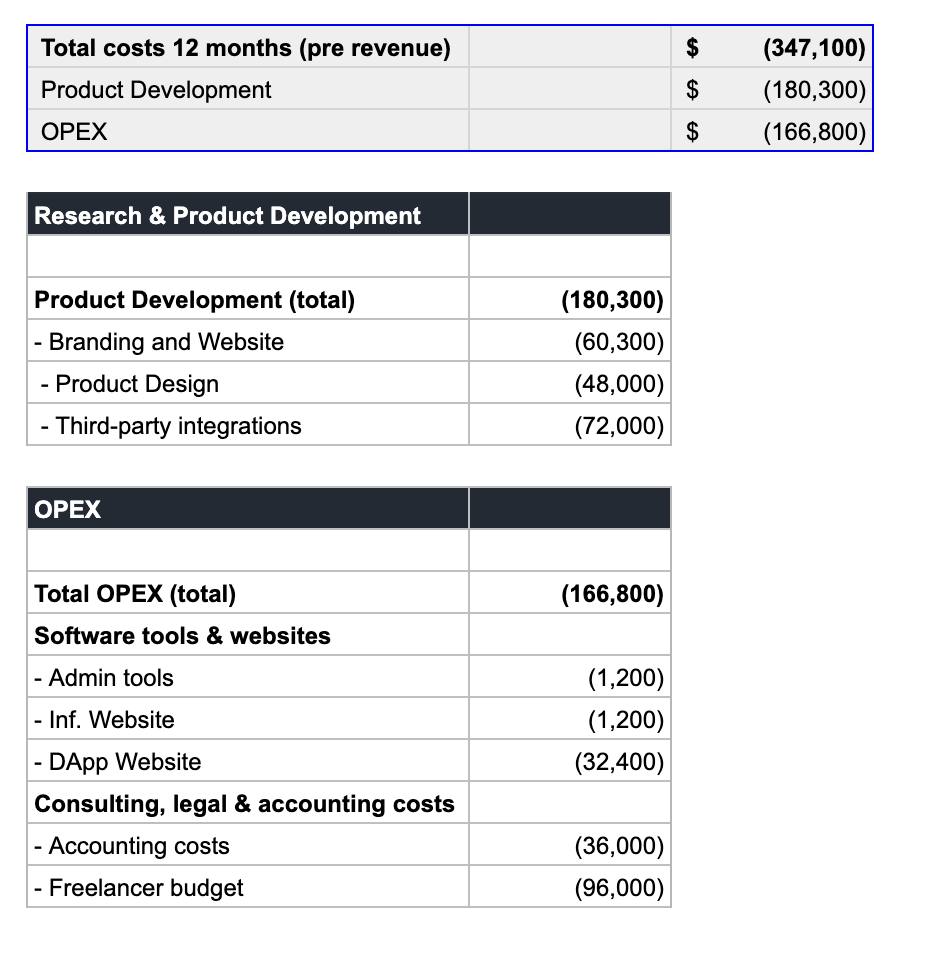 Total costs 12 months (pre revenue) $ (347,100)
Product Development $ (180,300)
OPEX $ (166,800)
Research & Product Development
Product Development (total) (180,300)
- Branding and Website (60,300)
- Product Design (48,000)
- Third-party integrations (72,000)
OPEX
Total OPEX (total) (166,800)
Software tools & websites
- Admin tools (1,200)
- Inf. Website (1,200)
- DApp Website (32,400)
Consulting, legal & accounting costs
- Accounting costs (36,000)
- Freelancer budget (96,000)